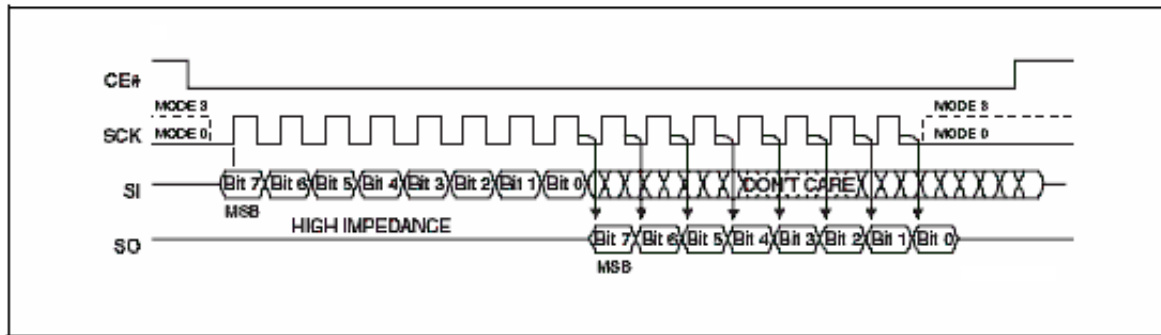 CE#
MODE 3 MODE 3
SCK MODE 0 MODE 0
SI Bit 7 Bit 6 Bit 5 Bit 4 Bit 3 Bit 2 Bit 1 Bit 0 DON'T CARE
MSB
HIGH IMPEDANCE
SO Bit 7 Bit 6 Bit 5 Bit 4 Bit 3 Bit 2 Bit 1 Bit 0
MSB